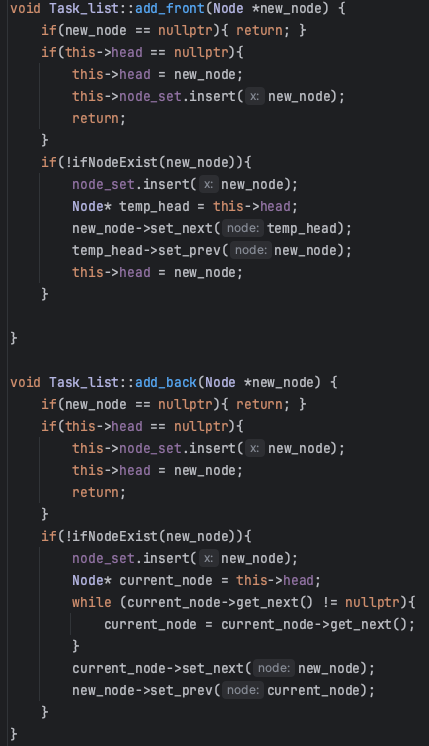 void Task_list::add_front(Node *new_node) {
    if(new_node == nullptr){ return; }
    if(this->head == nullptr){
        this->head = new_node;
        this->node_set.insert( x: new_node);
        return;
    }
    if(!ifNodeExist(new_node)){
        node_set.insert( x: new_node);
        Node* temp_head = this->head;
        new_node->set_next( node: temp_head);
        temp_head->set_prev( node: new_node);
        this->head = new_node;
    }
}
void Task_list::add_back(Node *new_node) {
    if(new_node == nullptr){ return; }
    if(this->head == nullptr){
        this->node_set.insert( x: new_node);
        this->head = new_node;
        return;
    }
    if(!ifNodeExist(new_node)){
        node_set.insert( x: new_node);
        Node* current_node = this->head;
        while (current_node->get_next() != nullptr){
            current_node = current_node->get_next();
        }
        current_node->set_next( node: new_node);
        new_node->set_prev( node: current_node);
    }
}